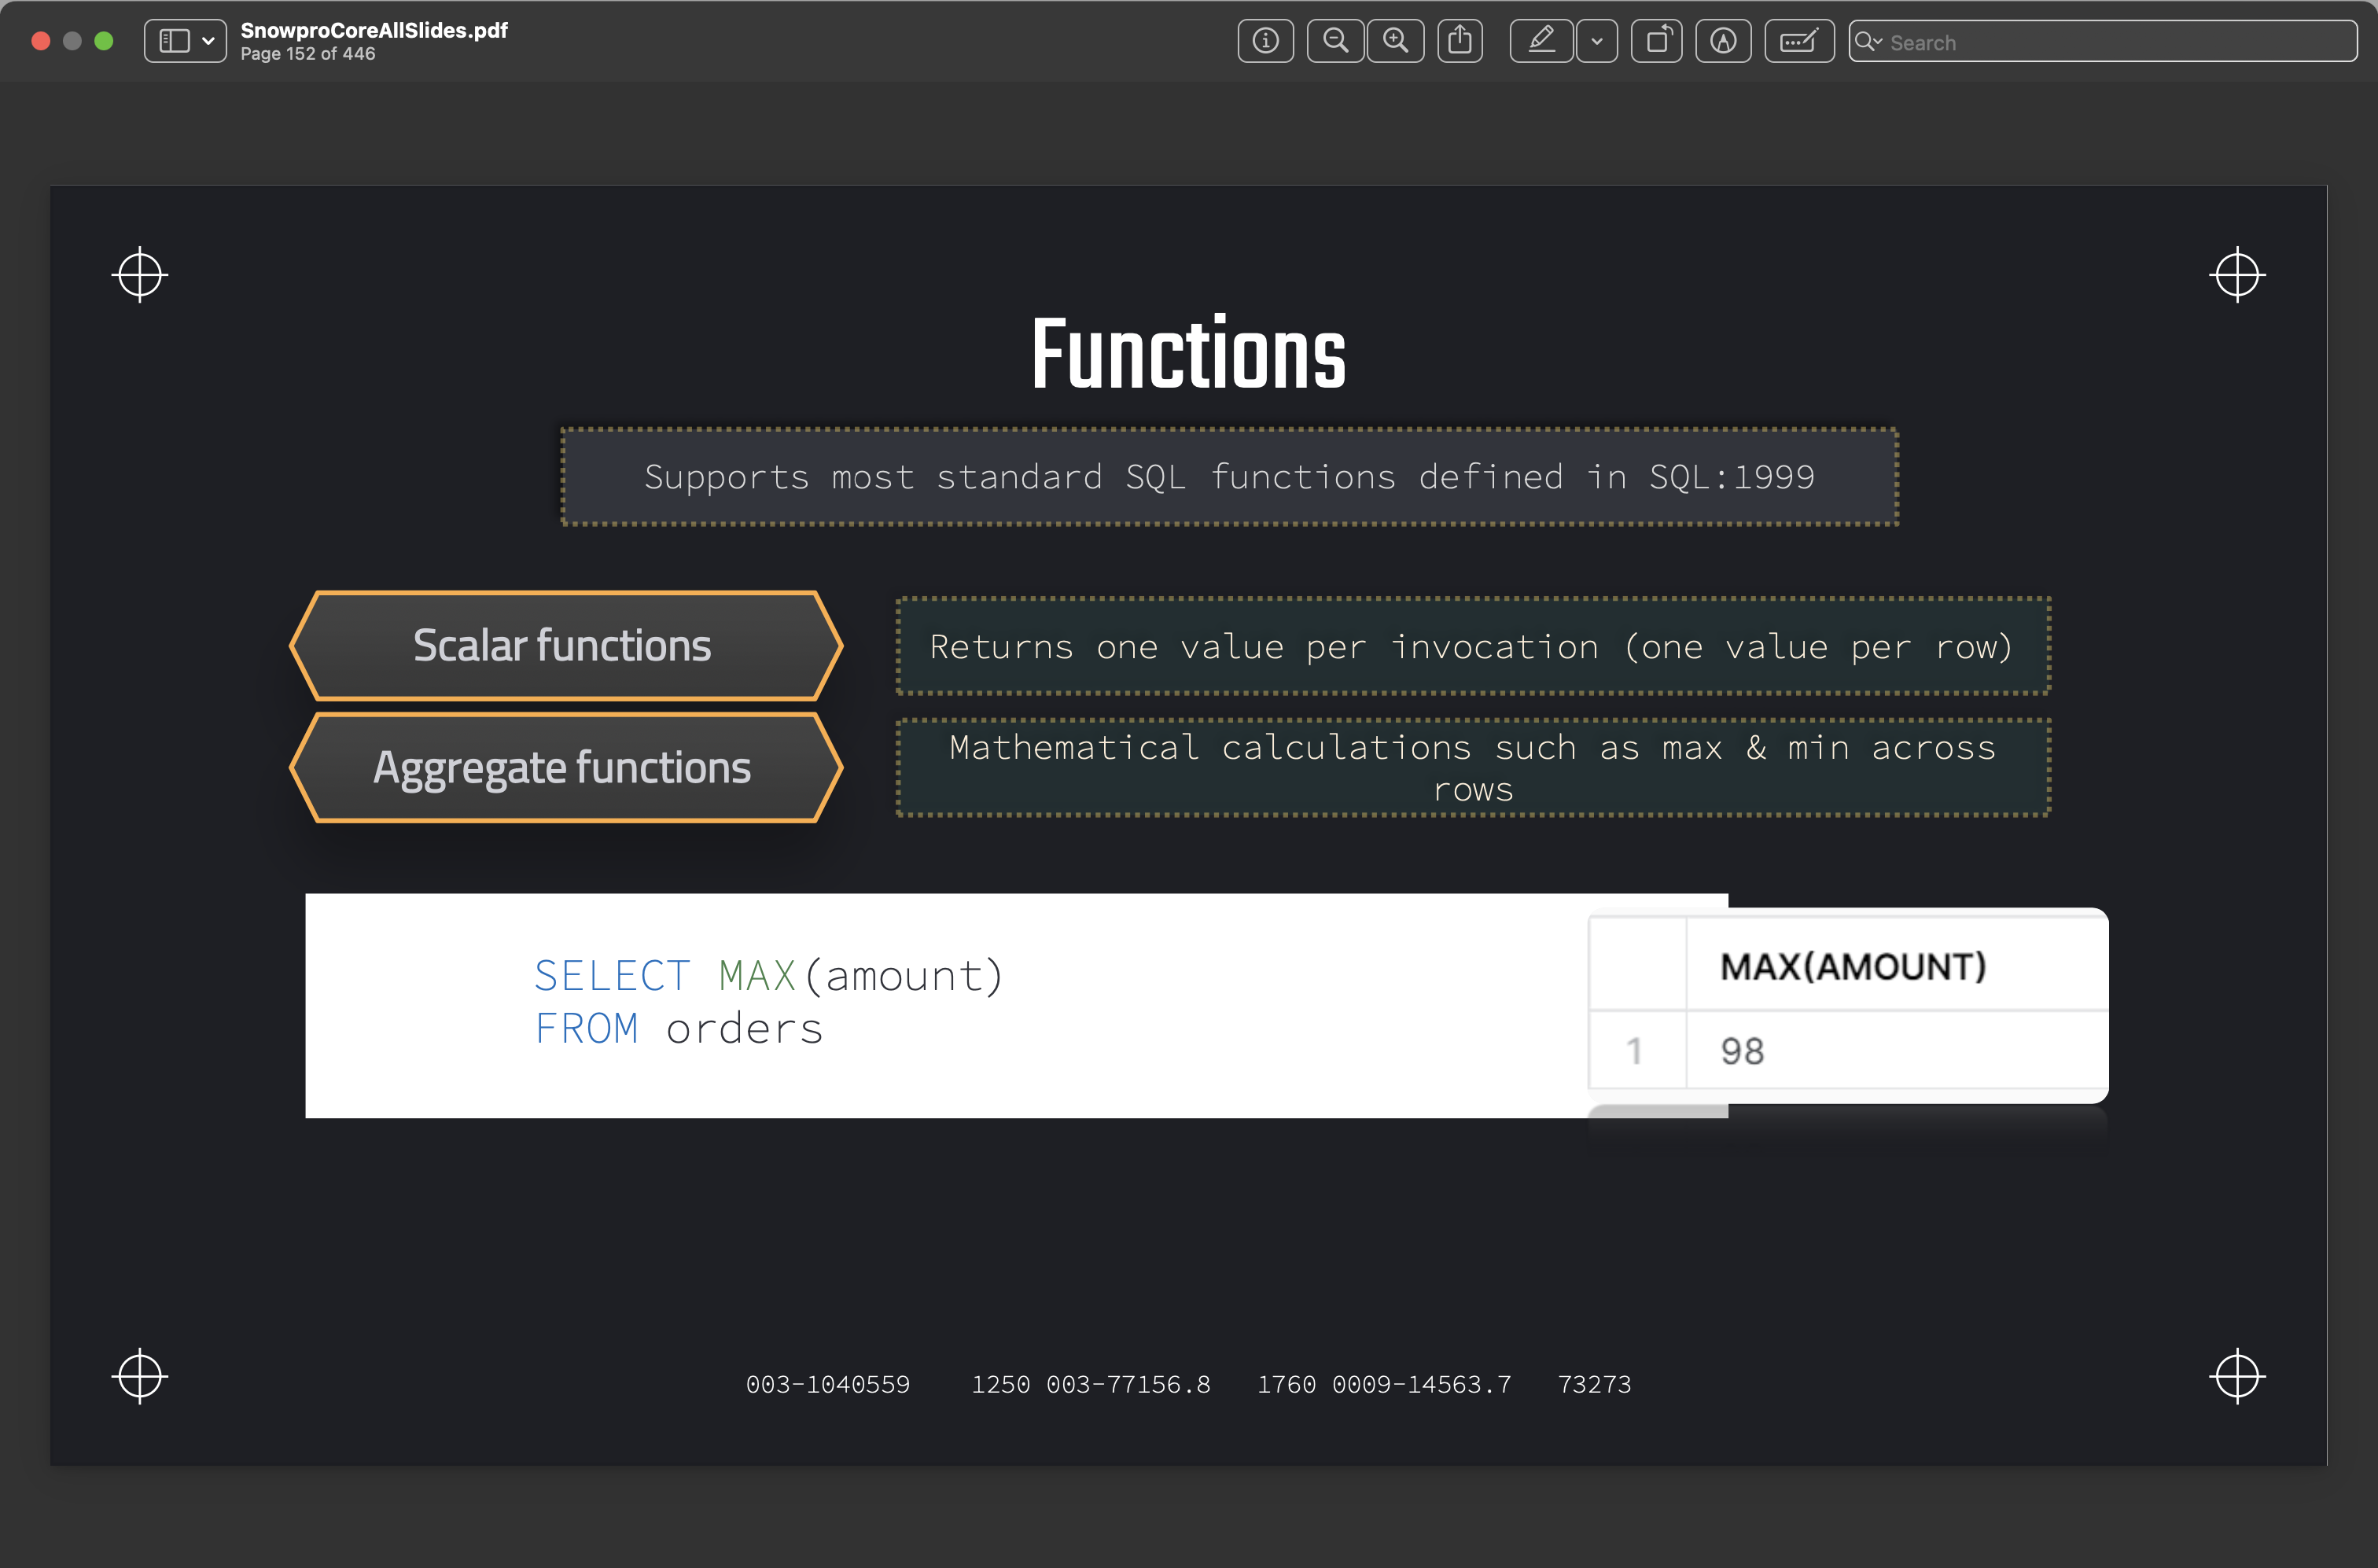 SnowproCoreAllSlides.pdf
Page 152 of 446
Search
Functions
Supports most standard SQL functions defined in SQL:1999
Scalar functions
Returns one value per invocation (one value per row)
Aggregate functions
Mathematical calculations such as max & min across
rows
SELECT MAX(amount)
FROM orders
MAX(AMOUNT)
1 98
003-1040559 1250 003-77156.8 1760 0009-14563.7 73273